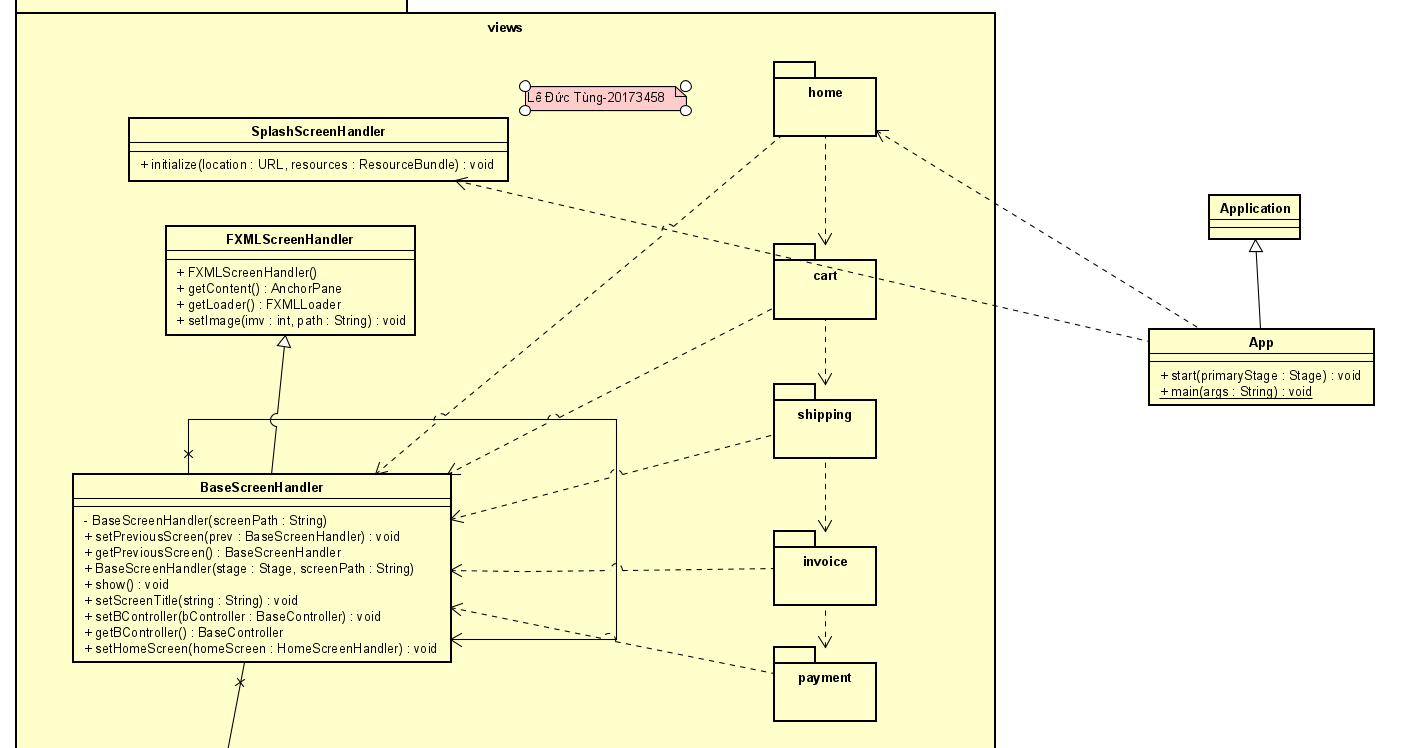 views
Lê Đức Tùng-20173458
home
SplashScreenHandler
+ initialize(location : URL, resources : ResourceBundle) : void
Application
FXMLScreenHandler
+ FXMLScreenHandler()
+ getContent() : AnchorPane
+ getLoader() : FXMLLoader
+ setImage(imv : int, path : String) : void
cart
App
+ start(primaryStage : Stage) : void
+ main(args : String) : void
shipping
BaseScreenHandler
- BaseScreenHandler(screenPath : String)
+ setPreviousScreen(prev : BaseScreenHandler) : void
+ getPreviousScreen() : BaseScreenHandler
+ BaseScreenHandler(stage : Stage, screenPath : String)
+ show() : void
+ setScreenTitle(string : String) : void
+ setBController(bController : BaseController) : void
+ getBController() : BaseController
+ setHomeScreen(homeScreen : HomeScreenHandler) : void
invoice
payment